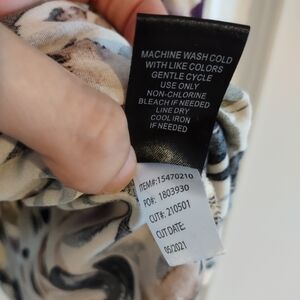 MACHINE WASH COLD
WITH LIKE COLORS
GENTLE CYCLE
USE ONLY
NON-CHLORINE
BLEACH IF NEEDED
LINE DRY
COOL IRON
IF NEEDED
ITEM#:15470210
PO#: 1803930
CUT#: 210501
CUT DATE:
05/2021